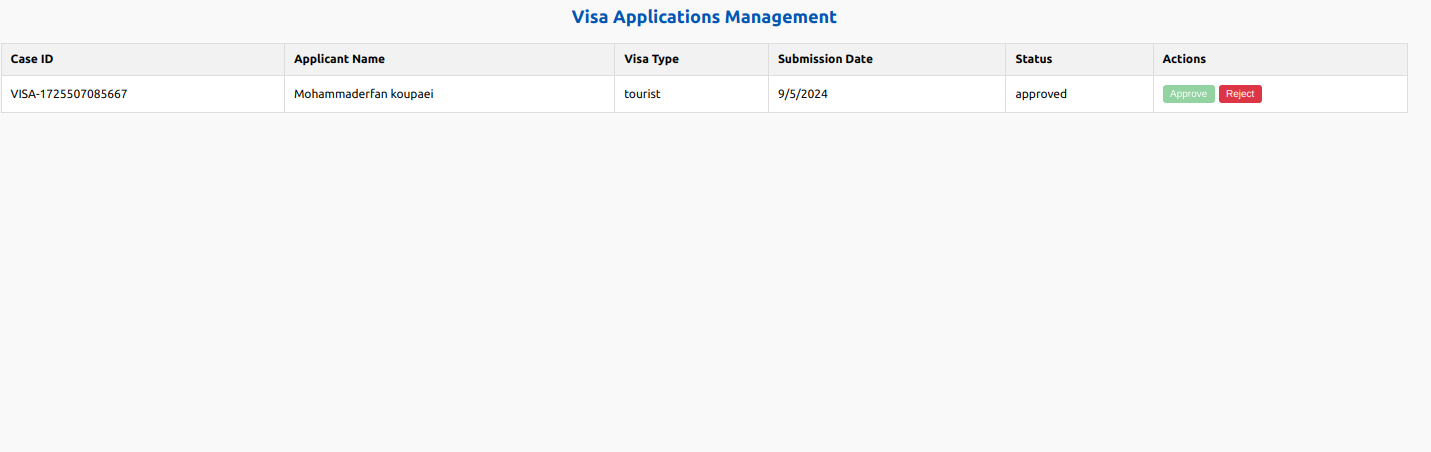 Visa Applications Management
Case ID Applicant Name Visa Type Submission Date Status Actions
VISA-1725507085667 Mohammaderfan koupaei tourist 9/5/2024 approved Approve Reject